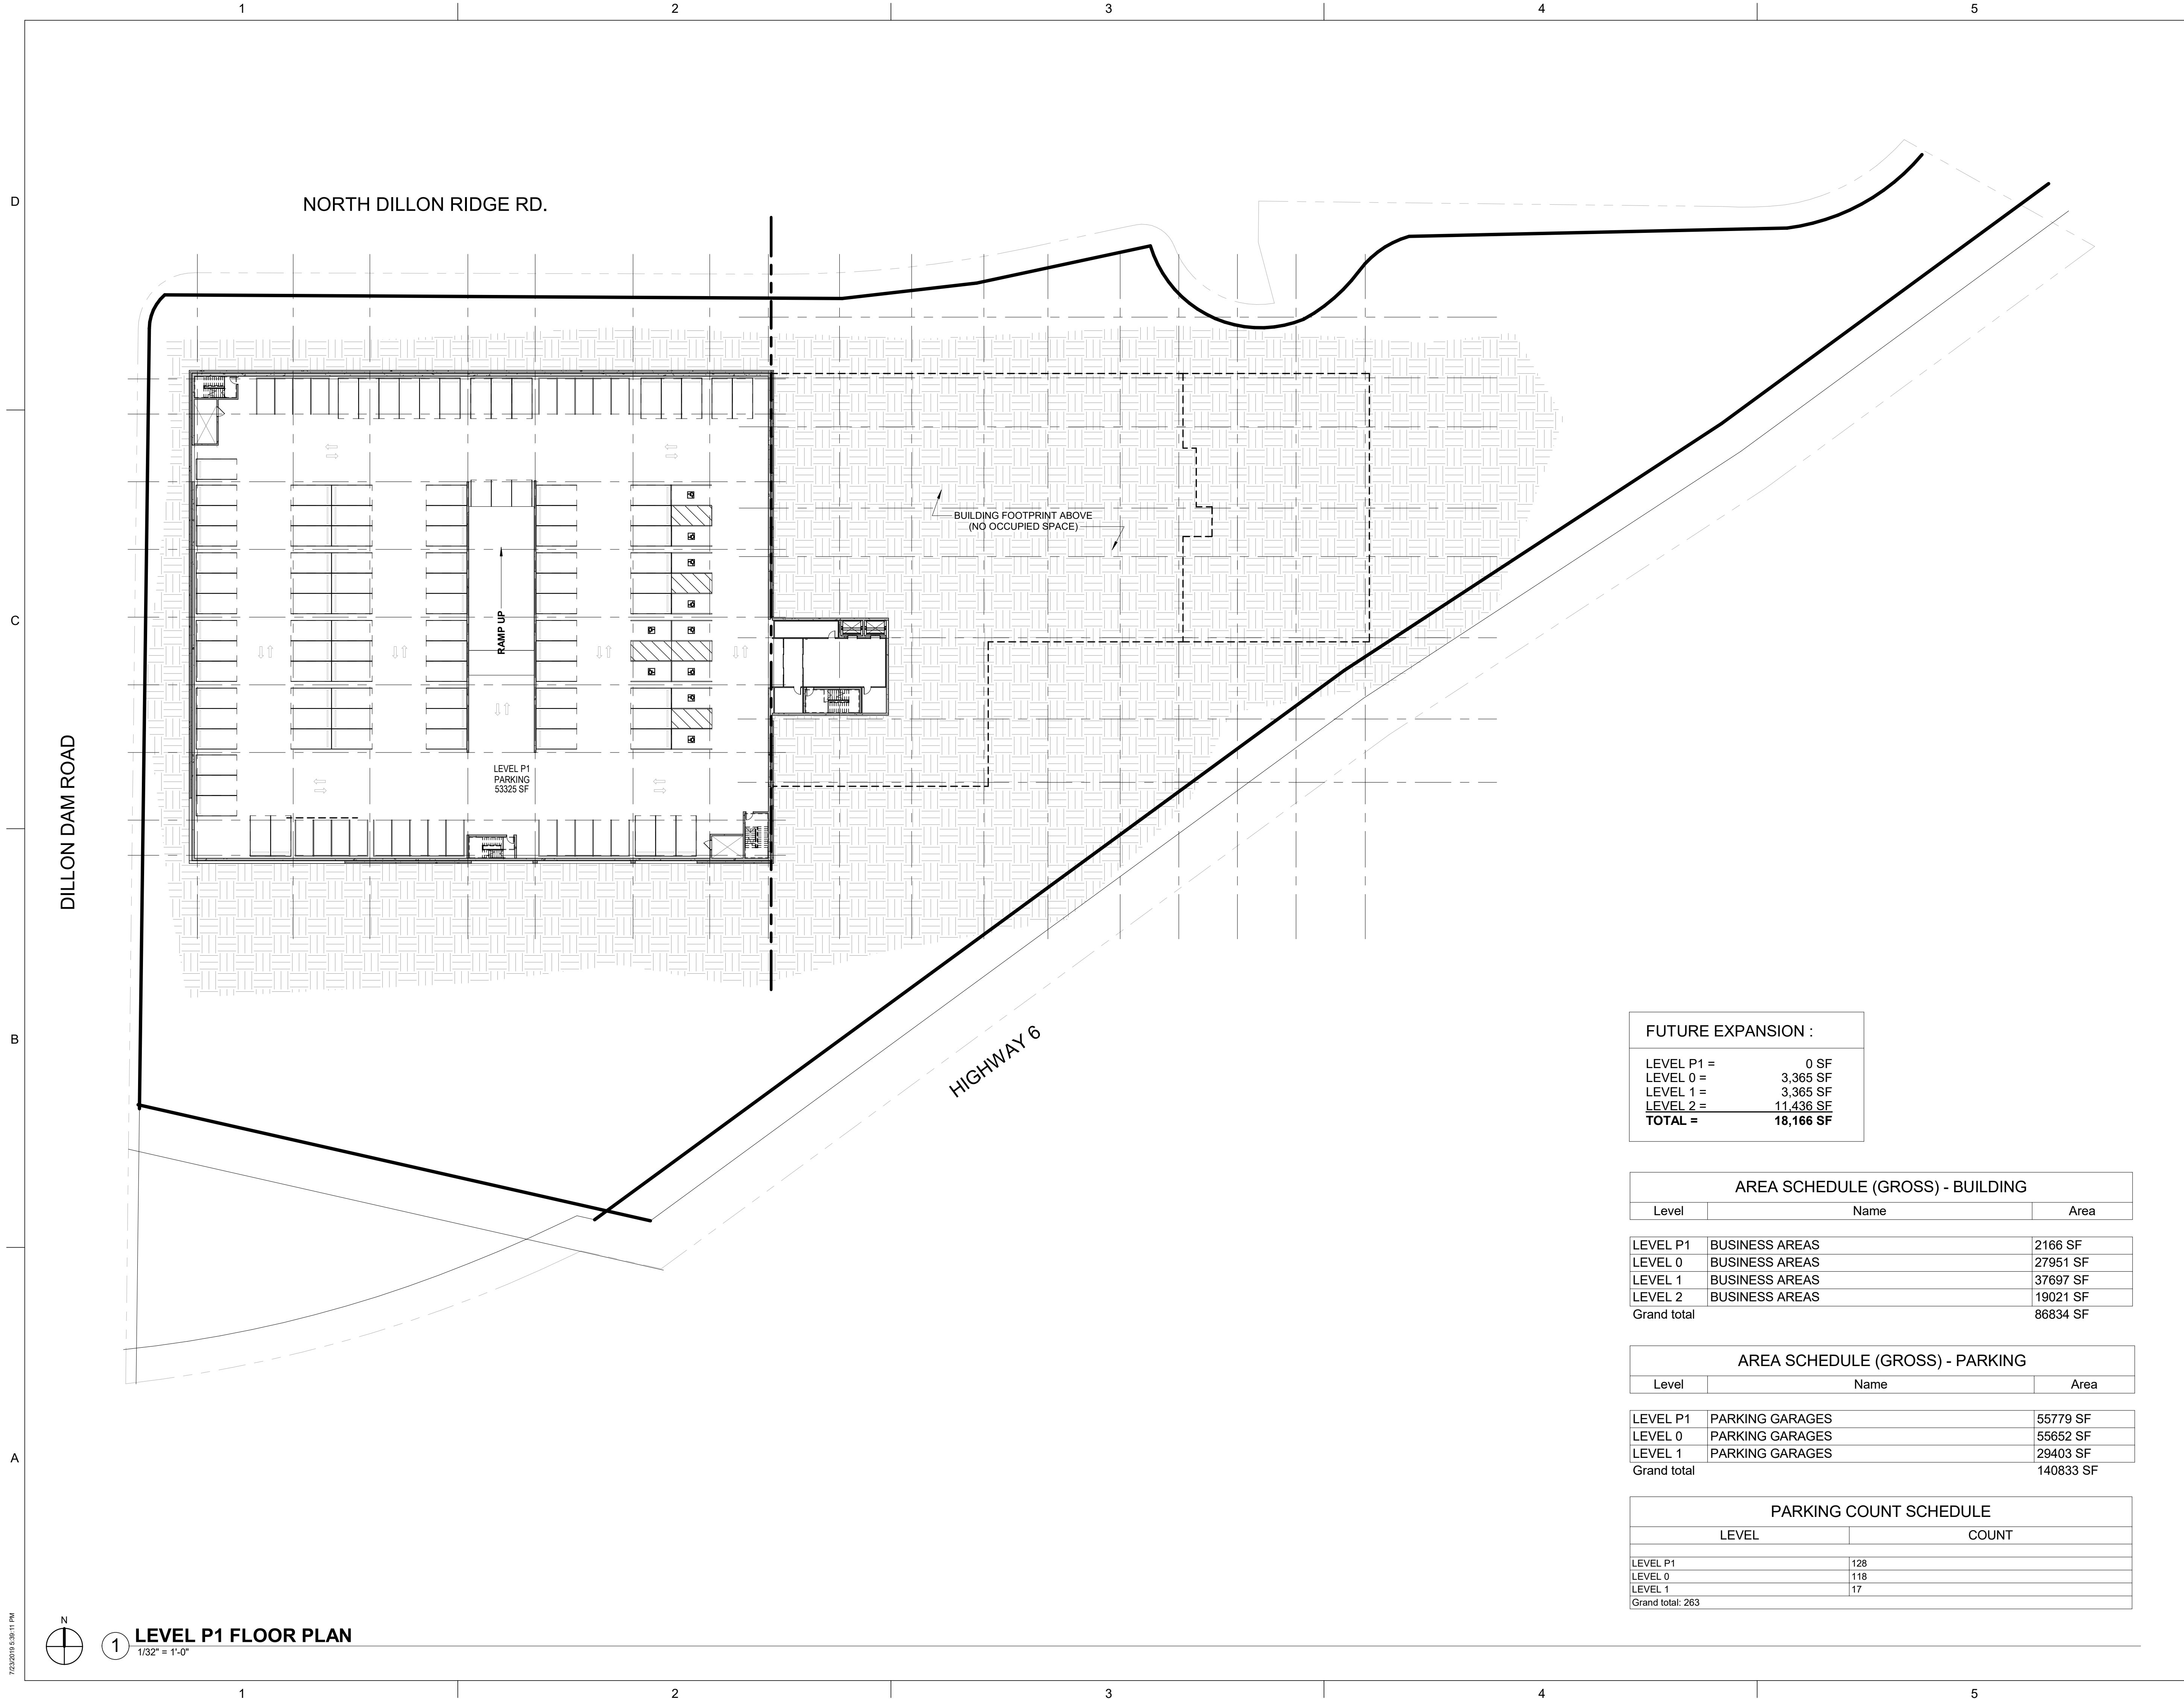 1 2 3 4 5
D
C
B
A
NORTH DILLON RIDGE RD.
DILLON DAM ROAD
HIGHWAY 6
BUILDING FOOTPRINT ABOVE
(NO OCCUPIED SPACE)
RAMP UP
LEVEL P1
PARKING
53325 SF
FUTURE EXPANSION :
LEVEL P1 = 0 SF
LEVEL 0 = 3,365 SF
LEVEL 1 = 3,365 SF
LEVEL 2 = 11,436 SF
TOTAL = 18,166 SF
AREA SCHEDULE (GROSS) - BUILDING
Level Name Area
LEVEL P1 BUSINESS AREAS 2166 SF
LEVEL 0 BUSINESS AREAS 27951 SF
LEVEL 1 BUSINESS AREAS 37697 SF
LEVEL 2 BUSINESS AREAS 19021 SF
Grand total 86834 SF
AREA SCHEDULE (GROSS) - PARKING
Level Name Area
LEVEL P1 PARKING GARAGES 55779 SF
LEVEL 0 PARKING GARAGES 55652 SF
LEVEL 1 PARKING GARAGES 29403 SF
Grand total 140833 SF
PARKING COUNT SCHEDULE
LEVEL COUNT
LEVEL P1 128
LEVEL 0 118
LEVEL 1 17
Grand total: 263
7/23/2019 5:39:11 PM
N
1 LEVEL P1 FLOOR PLAN
1/32" = 1'-0"
1 2 3 4 5